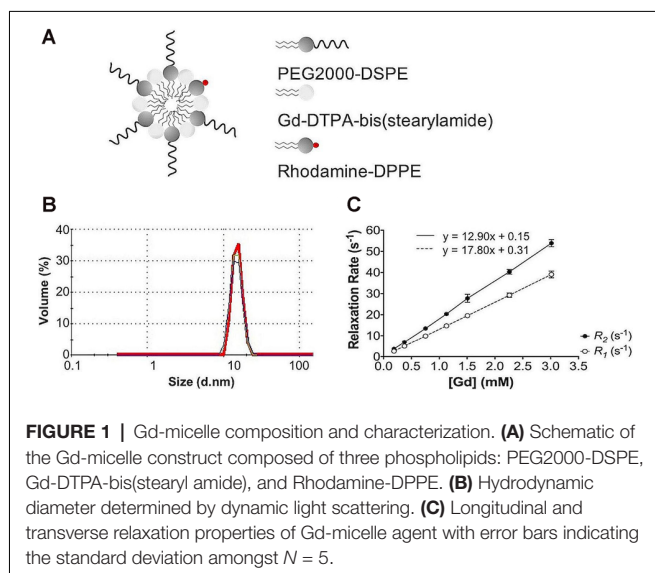 A
PEG2000-DSPE
Gd-DTPA-bis(stearylamide)
Rhodamine-DPPE
B
Volume (%)
40
30
20
10
0
0.1
1
10
100
Size (d.nm)
C
Relaxation Rate (s-1)
y = 12.90x + 0.15
y = 17.80x + 0.31
60
50
40
30
20
10
0
0.0
0.5
1.0
1.5
2.0
2.5
3.0
3.5
[Gd] (mM)
R2 (s-1)
R1 (s-1)
FIGURE 1 | Gd-micelle composition and characterization. (A) Schematic of
the Gd-micelle construct composed of three phospholipids: PEG2000-DSPE,
Gd-DTPA-bis(stearyl amide), and Rhodamine-DPPE. (B) Hydrodynamic
diameter determined by dynamic light scattering. (C) Longitudinal and
transverse relaxation properties of Gd-micelle agent with error bars indicating
the standard deviation amongst N = 5.